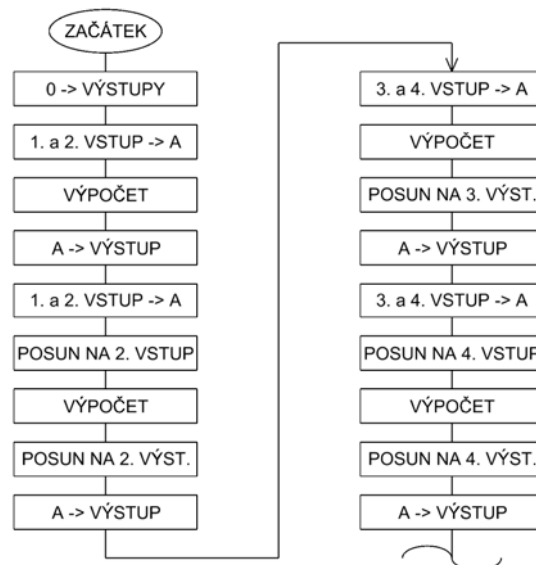 ZAČÁTEK
0 -> VÝSTUPY
1. a 2. VSTUP -> A
VÝPOČET
A -> VÝSTUP
1. a 2. VSTUP -> A
POSUN NA 2. VSTUP
VÝPOČET
POSUN NA 2. VÝST.
A -> VÝSTUP
3. a 4. VSTUP -> A
VÝPOČET
POSUN NA 3. VÝST.
A -> VÝSTUP
3. a 4. VSTUP -> A
POSUN NA 4. VSTUP
VÝPOČET
POSUN NA 4. VÝST.
A -> VÝSTUP